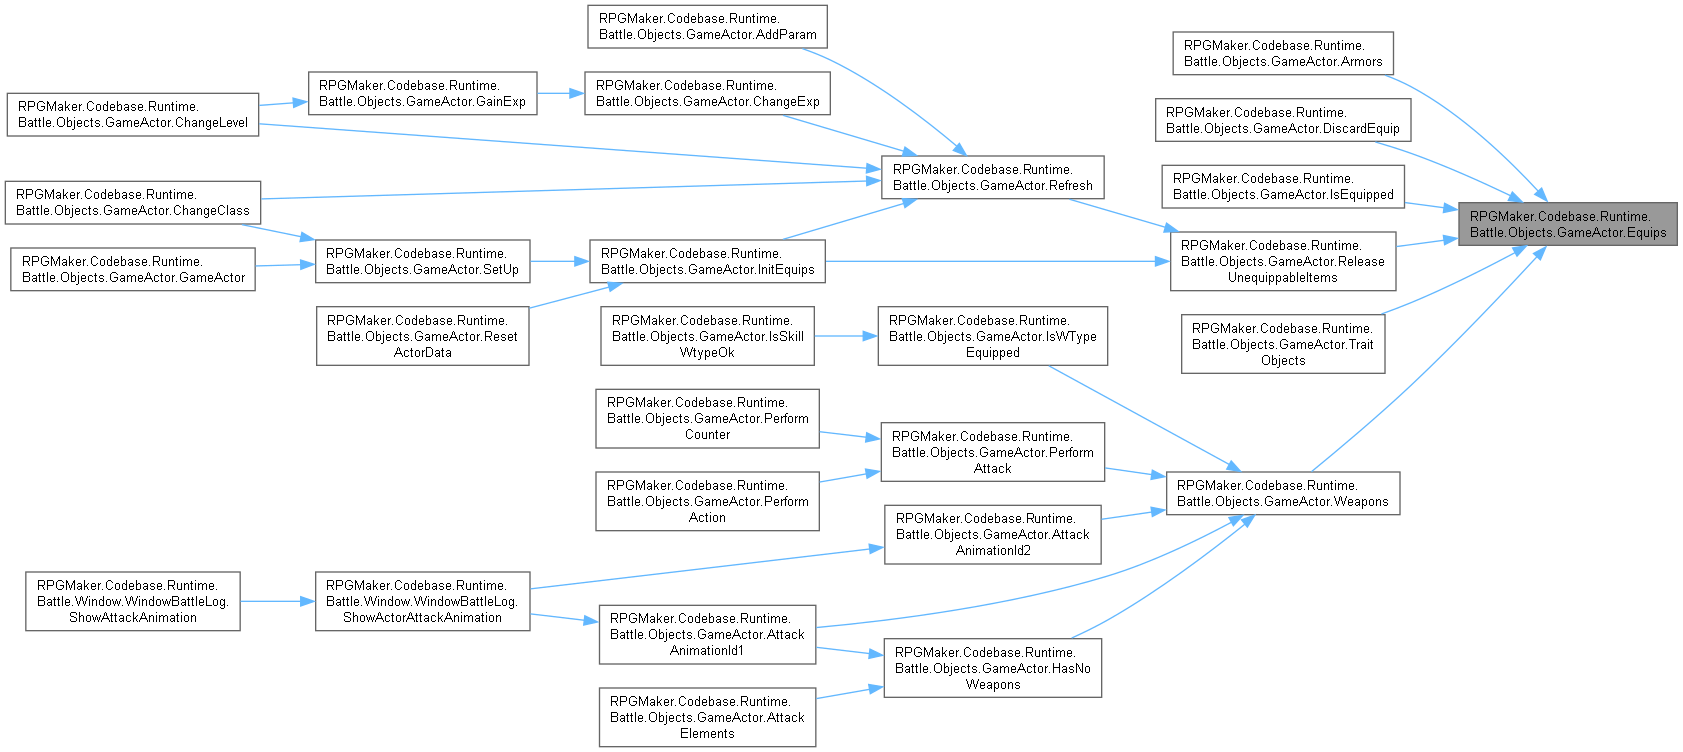 RPGMaker.Codebase.Runtime.
Battle.Objects.GameActor.AddParam
RPGMaker.Codebase.Runtime.
Battle.Objects.GameActor.Armors
RPGMaker.Codebase.Runtime.
Battle.Objects.GameActor.GainExp
RPGMaker.Codebase.Runtime.
Battle.Objects.GameActor.ChangeExp
RPGMaker.Codebase.Runtime.
Battle.Objects.GameActor.ChangeLevel
RPGMaker.Codebase.Runtime.
Battle.Objects.GameActor.DiscardEquip
RPGMaker.Codebase.Runtime.
Battle.Objects.GameActor.Refresh
RPGMaker.Codebase.Runtime.
Battle.Objects.GameActor.IsEquipped
RPGMaker.Codebase.Runtime.
Battle.Objects.GameActor.ChangeClass
RPGMaker.Codebase.Runtime.
Battle.Objects.GameActor.Equips
RPGMaker.Codebase.Runtime.
Battle.Objects.GameActor.GameActor
RPGMaker.Codebase.Runtime.
Battle.Objects.GameActor.SetUp
RPGMaker.Codebase.Runtime.
Battle.Objects.GameActor.InitEquips
RPGMaker.Codebase.Runtime.
Battle.Objects.GameActor.Release
UnequippableItems
RPGMaker.Codebase.Runtime.
Battle.Objects.GameActor.Reset
ActorData
RPGMaker.Codebase.Runtime.
Battle.Objects.GameActor.IsSkill
WtypeOk
RPGMaker.Codebase.Runtime.
Battle.Objects.GameActor.IsWType
Equipped
RPGMaker.Codebase.Runtime.
Battle.Objects.GameActor.Trait
Objects
RPGMaker.Codebase.Runtime.
Battle.Objects.GameActor.Perform
Counter
RPGMaker.Codebase.Runtime.
Battle.Objects.GameActor.Perform
Attack
RPGMaker.Codebase.Runtime.
Battle.Objects.GameActor.Perform
Action
RPGMaker.Codebase.Runtime.
Battle.Objects.GameActor.Weapons
RPGMaker.Codebase.Runtime.
Battle.Objects.GameActor.Attack
AnimationId2
RPGMaker.Codebase.Runtime.
Battle.Window.WindowBattleLog.
ShowAttackAnimation
RPGMaker.Codebase.Runtime.
Battle.Window.WindowBattleLog.
ShowActorAttackAnimation
RPGMaker.Codebase.Runtime.
Battle.Objects.GameActor.Attack
AnimationId1
RPGMaker.Codebase.Runtime.
Battle.Objects.GameActor.HasNo
Weapons
RPGMaker.Codebase.Runtime.
Battle.Objects.GameActor.Attack
Elements